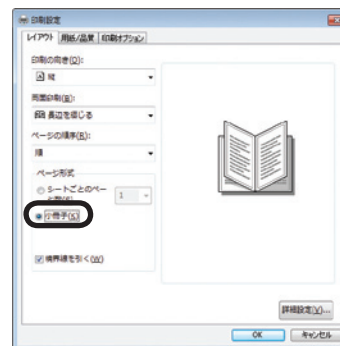 印刷設定
レイアウト 用紙/品質 印刷オプション
印刷の向き(O):
縦
両面印刷(B):
長辺を綴じる
ページの順序(R):
順
ページ形式
シートごとのペー
1
小冊子(S)
境界線を引く(W)
詳細設定(V)...
OK キャンセル